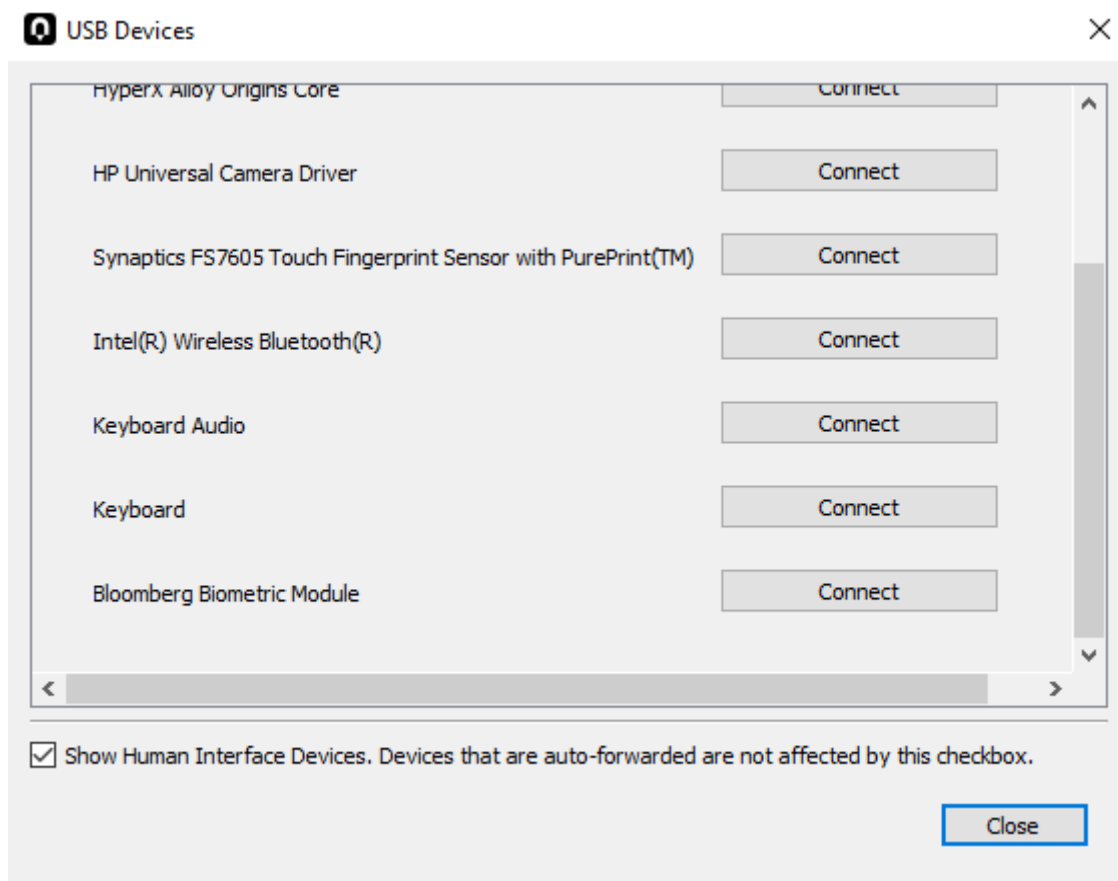 USB Devices
HyperX Alloy Origins Core Connect
HP Universal Camera Driver Connect
Synaptics FS7605 Touch Fingerprint Sensor with PurePrint(TM) Connect
Intel(R) Wireless Bluetooth(R) Connect
Keyboard Audio Connect
Keyboard Connect
Bloomberg Biometric Module Connect
Show Human Interface Devices. Devices that are auto-forwarded are not affected by this checkbox.
Close